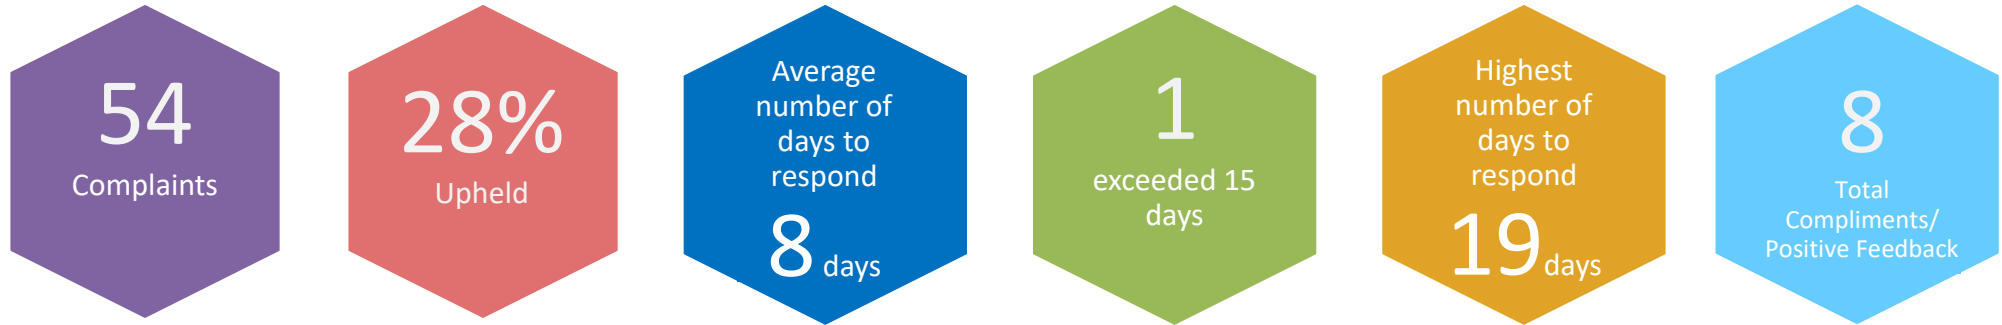 54
Complaints
28%
Upheld
Average
number of
days to
respond
8 days
1
exceeded 15
days
Highest
number of
days to
respond
19 days
8
Total
Compliments/
Positive Feedback